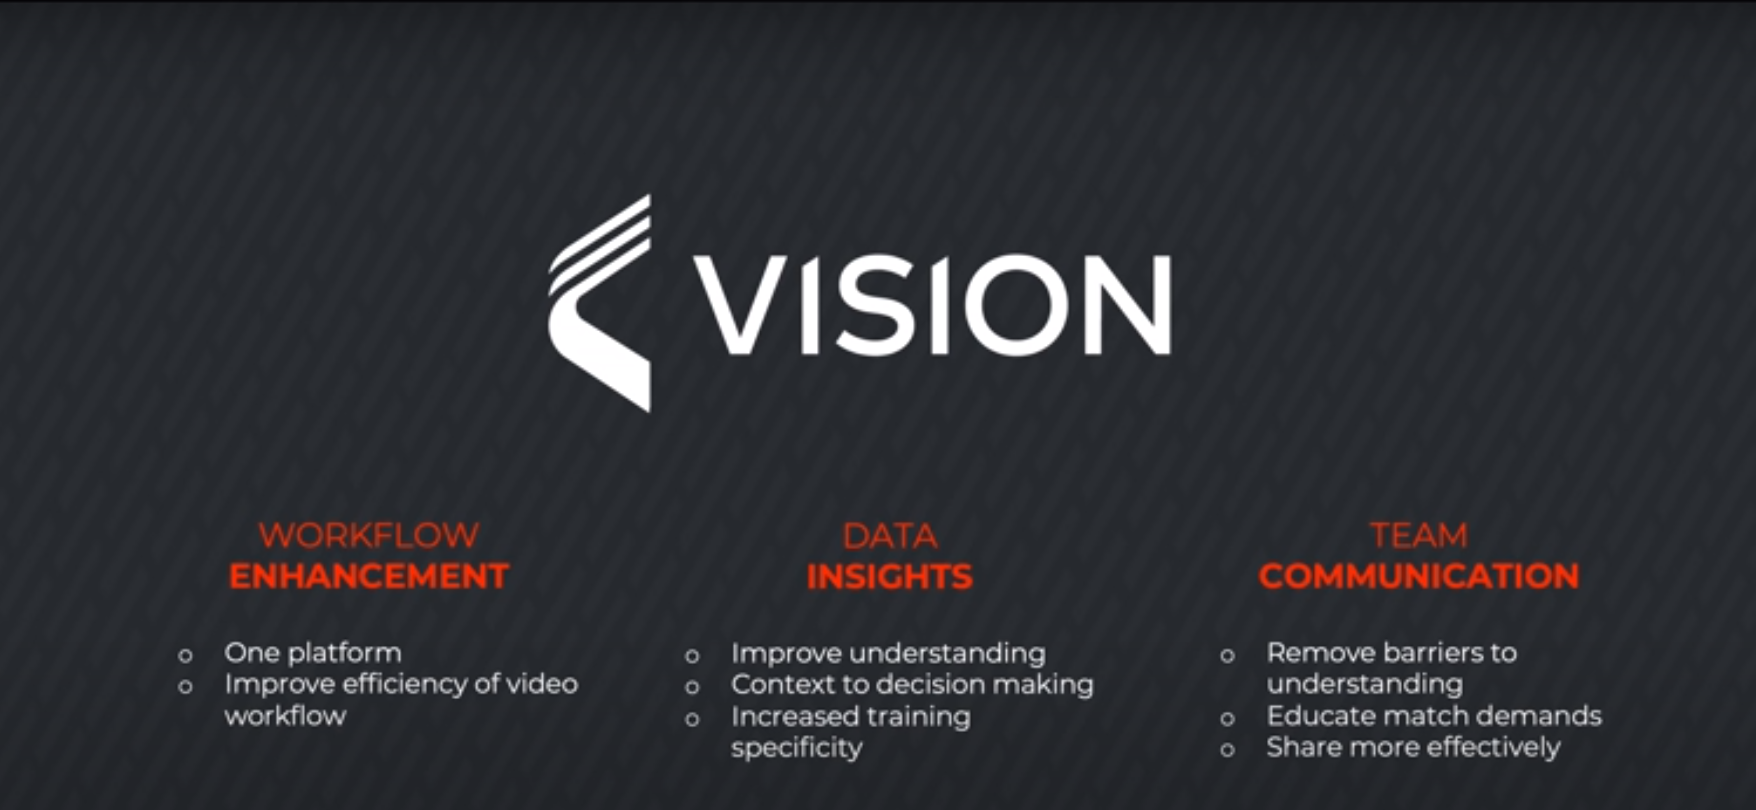 VISION
WORKFLOW
ENHANCEMENT
○ One platform
○ Improve efficiency of video
workflow
DATA
INSIGHTS
○ Improve understanding
○ Context to decision making
○ Increased training
specificity
TEAM
COMMUNICATION
○ Remove barriers to
understanding
○ Educate match demands
○ Share more effectively